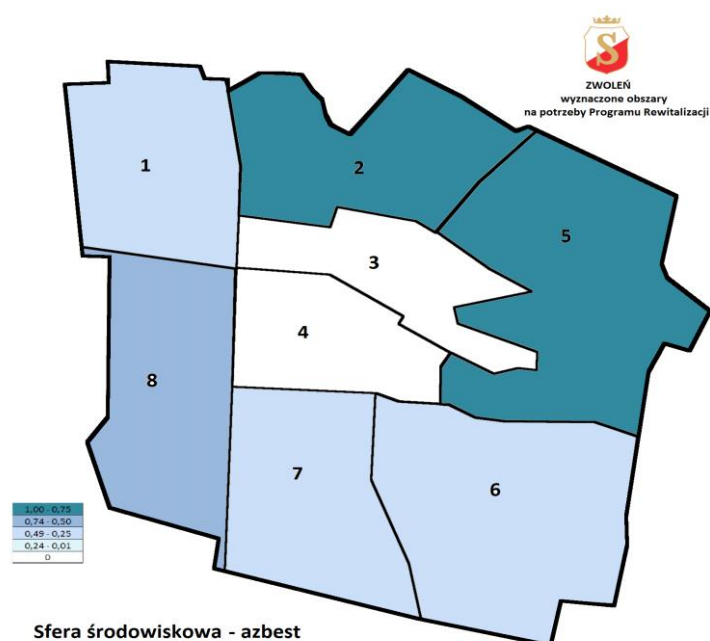 S
ZWOLEŃ
wyznaczone obszary
na potrzeby Programu Rewitalizacji
1
2
5
3
4
8
7
6
1,00 - 0,75
0,74 - 0,50
0,49 - 0,25
0,24 - 0,01
0
Sfera środowiskowa - azbest